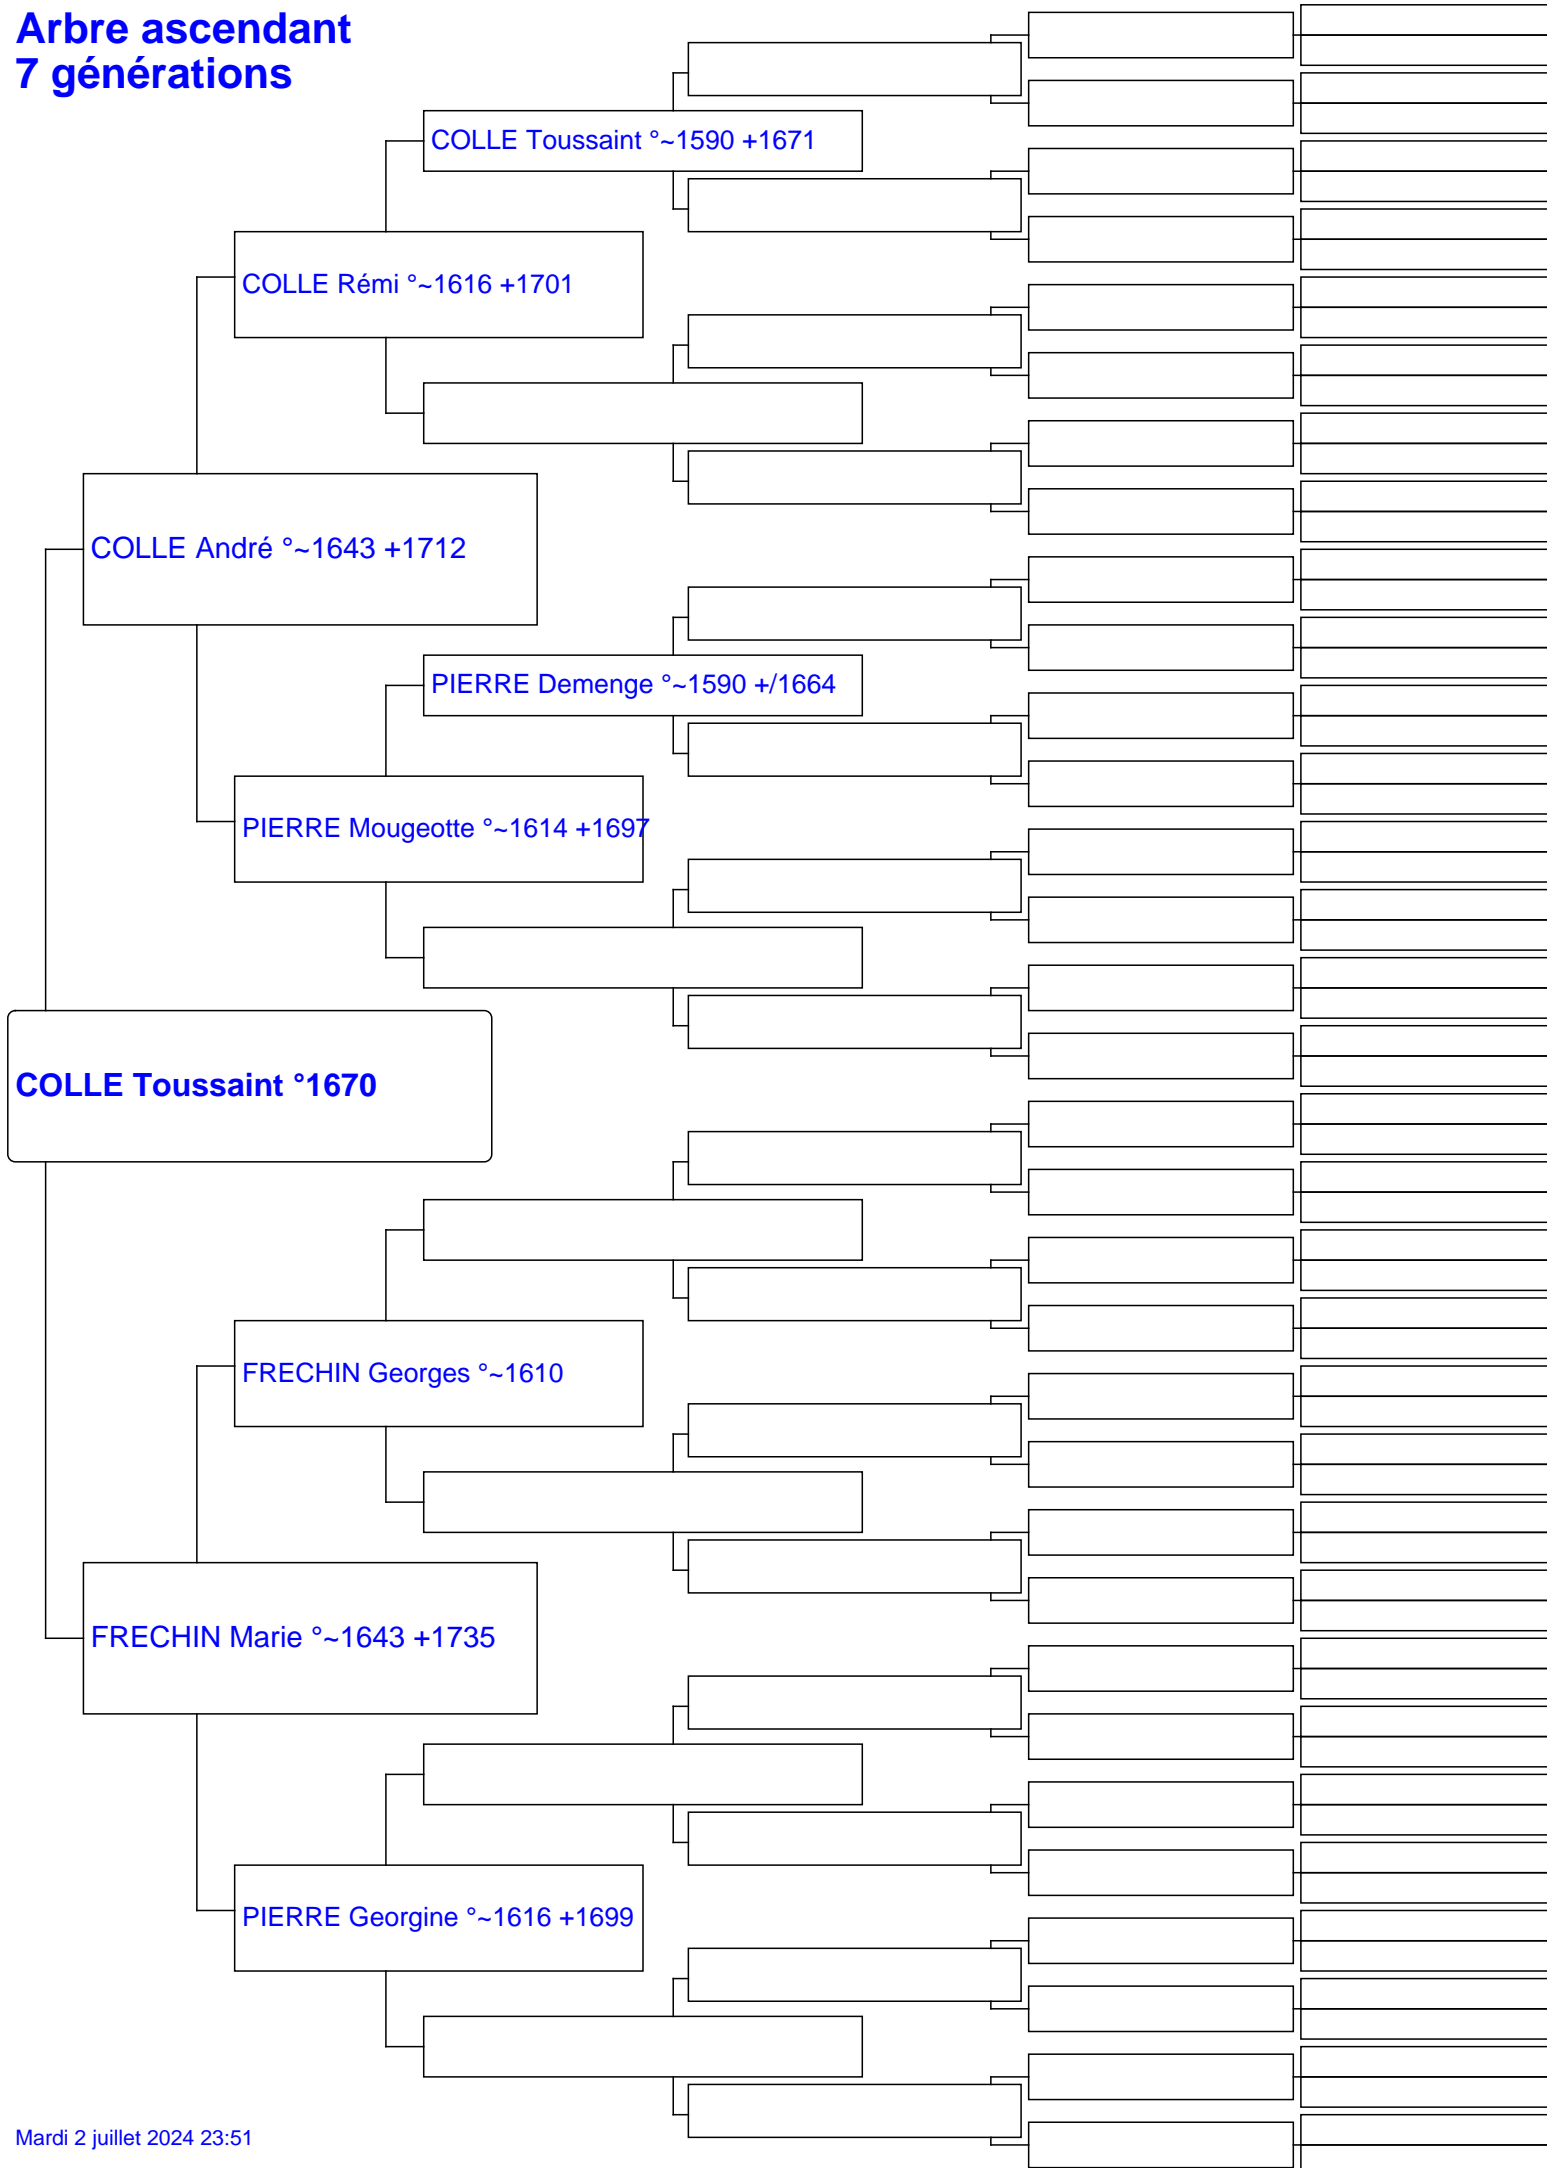 Arbre ascendant
7 générations
COLLE Toussaint °~1590 +1671
COLLE Rémi °~1616 +1701
COLLE André °~1643 +1712
PIERRE Demenge °~1590 +/1664
PIERRE Mougeotte °~1614 +1697
COLLE Toussaint °1670
FRECHIN Georges °~1610
FRECHIN Marie °~1643 +1735
PIERRE Georgine °~1616 +1699
Mardi 2 juillet 2024 23:51